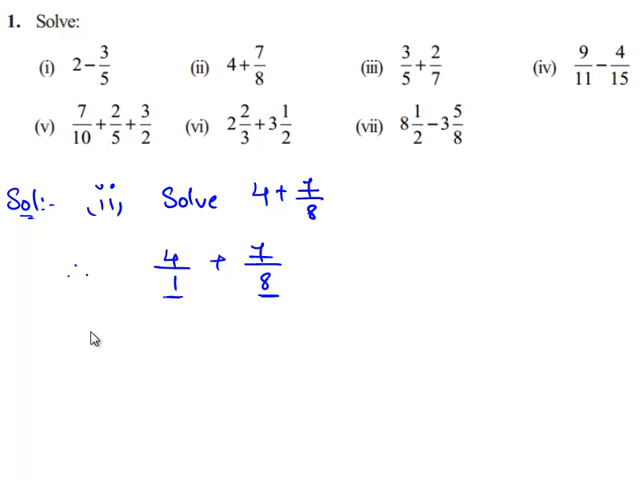 1. Solve:
(i) 2 − 3/5 (ii) 4 + 7/8 (iii) 3/5 + 2/7 (iv) 9/11 − 4/15
(v) 7/10 + 2/5 + 3/2 (vi) 2 2/3 + 3 1/2 (vii) 8 1/2 − 3 5/8
Sol:- (ii) Solve 4 + 7/8
∴ 4/1 + 7/8